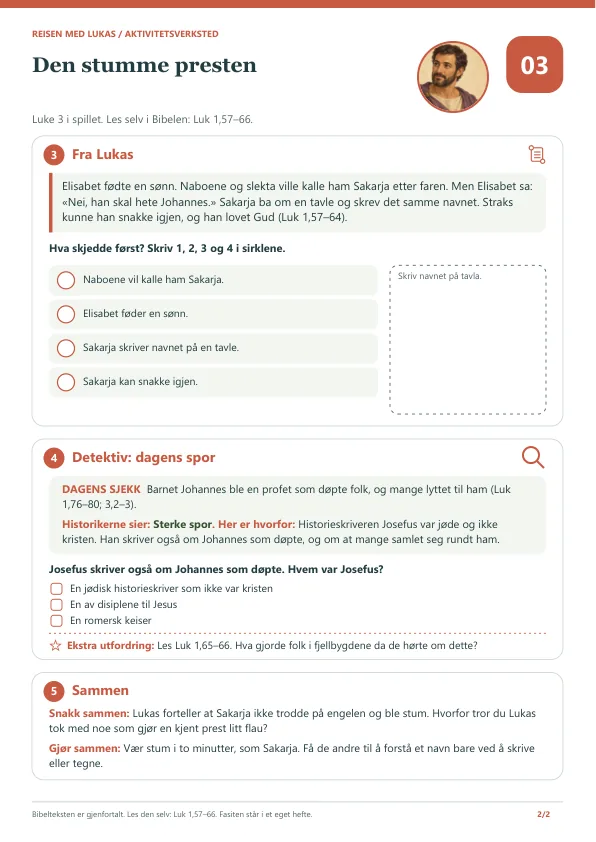 REISEN MED LUKAS / AKTIVITETSVERKSTED
Den stumme presten
03
Luke 3 i spillet. Les selv i Bibelen: Luk 1,57–66.
3 Fra Lukas
Elisabet fødte en sønn. Naboene og slekta ville kalle ham Sakarja etter faren. Men Elisabet sa:
«Nei, han skal hete Johannes.» Sakarja ba om en tavle og skrev det samme navnet. Straks
kunne han snakke igjen, og han lovet Gud (Luk 1,57–64).
Hva skjedde først? Skriv 1, 2, 3 og 4 i sirklene.
Naboene vil kalle ham Sakarja.
Elisabet føder en sønn.
Sakarja skriver navnet på en tavle.
Sakarja kan snakke igjen.
Skriv navnet på tavla.
4 Detektiv: dagens spor
DAGENS SJEKK Barnet Johannes ble en profet som døpte folk, og mange lyttet til ham (Luk
1,76–80; 3,2–3).
Historikerne sier: Sterke spor. Her er hvorfor: Historieskriveren Josefus var jøde og ikke
kristen. Han skriver også om Johannes som døpte, og om at mange samlet seg rundt ham.
Josefus skriver også om Johannes som døpte. Hvem var Josefus?
En jødisk historieskriver som ikke var kristen
En av disiplene til Jesus
En romersk keiser
Ekstra utfordring: Les Luk 1,65–66. Hva gjorde folk i fjellbygdene da de hørte om dette?
5 Sammen
Snakk sammen: Lukas forteller at Sakarja ikke trodde på engelen og ble stum. Hvorfor tror du Lukas
tok med noe som gjør en kjent prest litt flau?
Gjør sammen: Vær stum i to minutter, som Sakarja. Få de andre til å forstå et navn bare ved å skrive
eller tegne.
Bibelteksten er gjenfortalt. Les den selv: Luk 1,57–66. Fasiten står i et eget hefte.
2/2